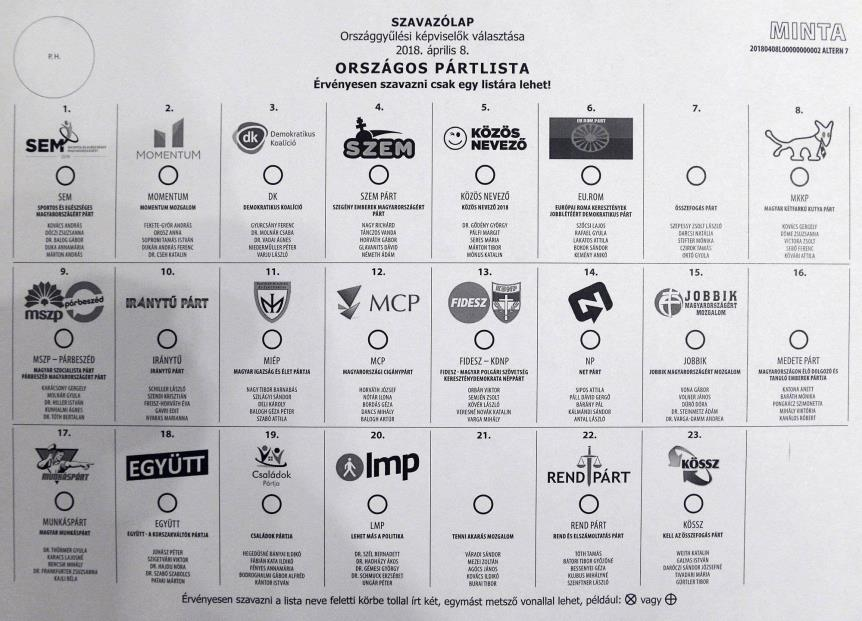 P. H.
SZAVAZÓLAP
Országgyűlési képviselők választása
2018. április 8.
ORSZÁGOS PÁRTLISTA
Érvényesen szavazni csak egy listára lehet!
MINTA
20180408L00000000002 ALTERN 7
1.
SEM
SEM
SPORTOS ÉS EGÉSZSÉGES
MAGYARORSZÁGÉRT PÁRT
KOVÁCS ANDRÁS
DÓCZI ZSUZSANNA
DR. BALOG GÁBOR
DUKA ANNAMÁRIA
MÁRTON ANDRÁS
2.
MOMENTUM
MOMENTUM
MOMENTUM MOZGALOM
FEKETE-GYŐR ANDRÁS
OROSZ ANNA
SOPRONI TAMÁS ISTVÁN
DUKÁN ANDRÁS FERENC
DR. CSEH KATALIN
3.
dk Demokratikus
Koalíció
DK
DEMOKRATIKUS KOALÍCIÓ
GYURCSÁNY FERENC
DR. MOLNÁR CSABA
DR. VADAI ÁGNES
NIEDERMÜLLER PÉTER
VARJU LÁSZLÓ
4.
SZEM
SZEM PÁRT
SZEGÉNY EMBEREK MAGYARORSZÁGÉRT
PÁRT
NAGY RICHÁRD
TÁNCZOS VANDA
HORVÁTH GÁBOR
GLAVANITS DÁVID
NÉMETH ÁDÁM
5.
KÖZÖS
NEVEZŐ
KÖZÖS NEVEZŐ
KÖZÖS NEVEZŐ 2018
DR. GŐDÉNY GYÖRGY
PÁLFI MARGIT
SERES MÁRIA
MÁRTON TIBOR
MÓNUS KATALIN
6.
EU.ROM PÁRT
EU.ROM
EURÓPAI ROMA KERESZTÉNYEK
JOBBLÉTÉÉRT DEMOKRATIKUS PÁRT
SZŐCSI LAJOS
RAFAEL GYULA
LAKATOS ATTILA
BOKOR SÁNDOR
KEMÉNY ANIKÓ
7.
ÖSSZEFOGÁS PÁRT
SZEPESSY ZSOLT LÁSZLÓ
DARCSI NATÁLIA
STIFTER MÓNIKA
CZIROK TAMÁS
ORTÓ GYULA
8.
MKKP
MAGYAR KÉTFARKÚ KUTYA PÁRT
KOVÁCS GERGELY
DÖME ZSUZSANNA
VICTORA ZSOLT
SEBŐ FERENC
KŐVÁRI ATTILA
9.
mszp párbeszéd
MSZP – PÁRBESZÉD
MAGYAR SZOCIALISTA PÁRT
PÁRBESZÉD MAGYARORSZÁGÉRT PÁRT
KARÁCSONY GERGELY
MOLNÁR GYULA
DR. HILLER ISTVÁN
KUNHALMI ÁGNES
DR. TÓTH BERTALAN
10.
IRÁNYTŰ PÁRT
IRÁNYTŰ
IRÁNYTŰ PÁRT
SCHILLER LÁSZLÓ
SZENDI KRISZTIÁN
FREISZ-HORVÁTH ÉVA
GAVRI EDIT
11.
MIÉP
MAGYAR IGAZSÁG ÉS ÉLET PÁRTJA
NAGY TIBOR BARNABÁS
SZILÁGYI SÁNDOR
DELI KÁROLY
BALOGH GÉZA PÉTER
SZABÓ ATTILA
12.
MCP
MCP
MAGYARORSZÁGI CIGÁNYPÁRT
HORVÁTH JÓZSEF
NÓTÁR ILONA
BORDÁS GÉZA
DANCS MIHÁLY
BALOGH ARTÚR
13.
FIDESZ KDNP
FIDESZ – KDNP
FIDESZ - MAGYAR POLGÁRI SZÖVETSÉG
KERESZTÉNYDEMOKRATA NÉPPÁRT
ORBÁN VIKTOR
SEMJÉN ZSOLT
KÖVÉR LÁSZLÓ
VERESNÉ NOVÁK KATALIN
VARGA MIHÁLY
14.
NP
NET PÁRT
SIPOS ATTILA
PÁLL DÁVID GERGŐ
BÁRÁNY PÁL
KÁLMÁNDI SÁNDOR
ANTAL LÁSZLÓ
15.
JOBBIK
MAGYARORSZÁGÉRT
MOZGALOM
JOBBIK
JOBBIK MAGYARORSZÁGÉRT MOZGALOM
VONA GÁBOR
VOLNER JÁNOS
DÚRÓ DÓRA
DR. STEINMETZ ÁDÁM
DR. VARGA-DAMM ANDREA
16.
MEDETE PÁRT
MAGYARORSZÁGON ÉLŐ DOLGOZÓ ÉS
TANULÓ EMBEREK PÁRTJA
KATONA ANETT
BARÁTH MÓNIKA
PONGRÁCZ SZIMONETTA
MIHÁLY VIKTÓRIA
KANALOS RÓBERT
17.
MUNKÁSPÁRT
MUNKÁSPÁRT
MAGYAR MUNKÁSPÁRT
DR. THÜRMER GYULA
KARACS LAJOSNÉ
BENCSIK MIHÁLY
DR. FRANKFURTER ZSUZSANNA
KAJLI BÉLA
18.
EGYÜTT
EGYÜTT
EGYÜTT - A KORSZAKVÁLTÓK PÁRTJA
JUHÁSZ PÉTER
SZIGETVÁRI VIKTOR
DR. HAJDU NÓRA
DR. SZABÓ SZABOLCS
PATAKI MÁRTON
19.
Családok
Pártja
CSALÁDOK PÁRTJA
HEGEDŰSNÉ BÁNYAI ILDIKÓ
FÁBIÁN KATA ILDIKÓ
FÉNYES ANNAMÁRIA
BODROGHALMI GÁBOR ALFRÉD
KÁNTOR ISTVÁN
20.
lmp
LMP
LEHET MÁS A POLITIKA
DR. SZÉL BERNADETT
DR. HADHÁZY ÁKOS
DR. GÉMESI GYÖRGY
DR. SCHMUCK ERZSÉBET
UNGÁR PÉTER
21.
TENNI AKARÁS MOZGALOM
VÁRADI SÁNDOR
MEZEI ZOLTÁN
AGÓCS JÁNOS
KOVÁCS ILDIKÓ
BURAI TIBOR
22.
REND PÁRT
REND PÁRT
REND ÉS ELSZÁMOLTATÁS PÁRT
TÓTH TAMÁS
BÁTORI TIBOR GYŐZŐNÉ
BESSENYEI GÉZA
KUBUS MIHÁLYNÉ
SZENFTNER LÁSZLÓ
23.
KÖSSZ
KÖSSZ
KELL AZ ÖSSZEFOGÁS PÁRT
WEITH KATALIN
GALYAS ISTVÁN
DARÓCZI SÁNDOR JÓZSEFNÉ
TIVADARI MÁRIA
GÜRTLER TIBOR
Érvényesen szavazni a lista neve feletti körbe tollal írt két, egymást metsző vonallal lehet, például: ⊗ vagy ⊕